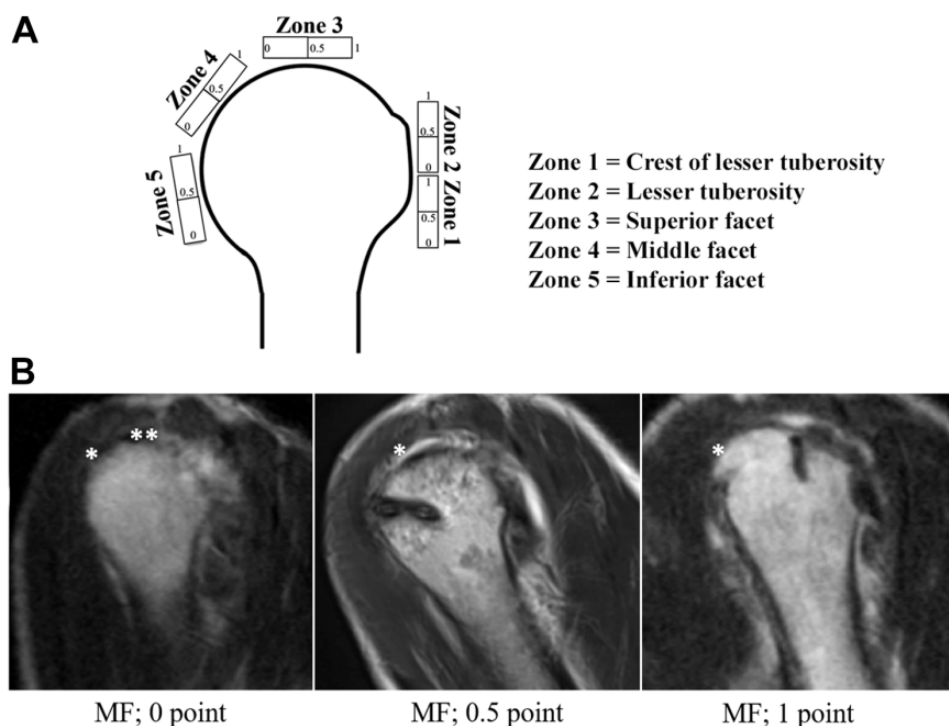 A
Zone 3
0 0.5 1
Zone 4
1
0.5
0
Zone 5
1
0.5
0
1
0.5
0
Zone 2
1
0.5
0
Zone 1
Zone 1 = Crest of lesser tuberosity
Zone 2 = Lesser tuberosity
Zone 3 = Superior facet
Zone 4 = Middle facet
Zone 5 = Inferior facet
B
*
**
*
*
MF; 0 point
MF; 0.5 point
MF; 1 point